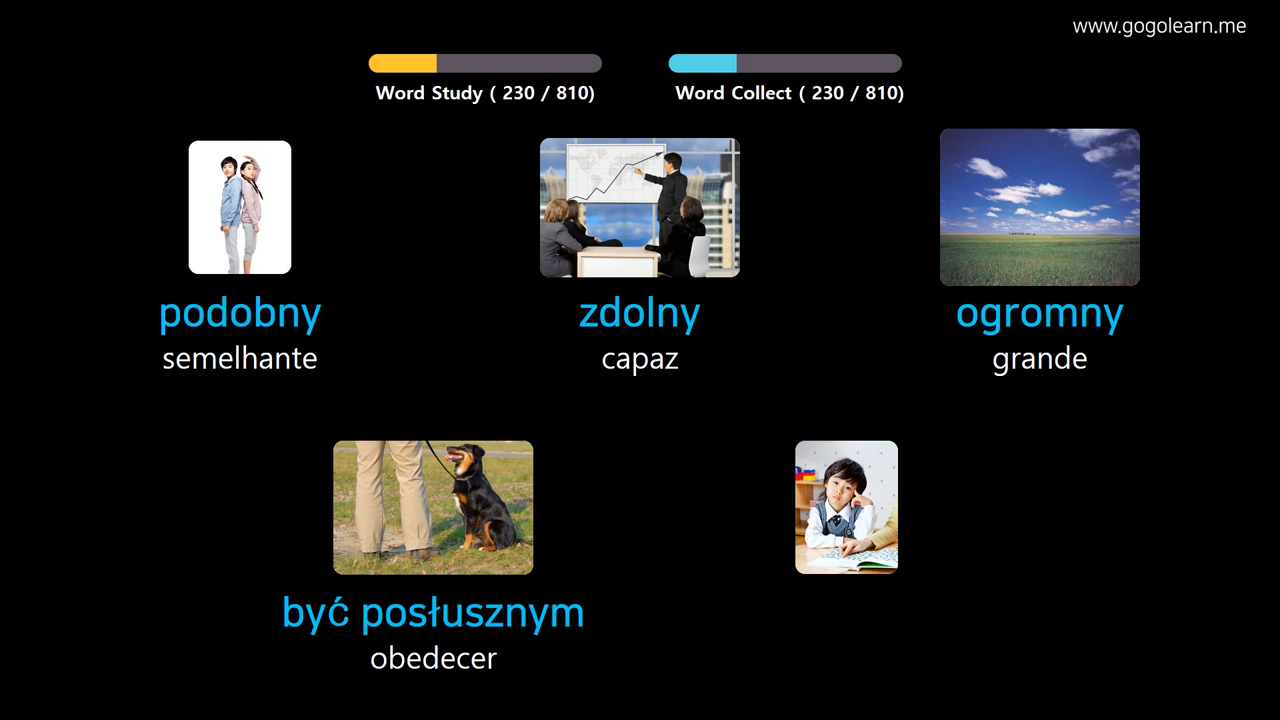 www.gogolearn.me
Word Study ( 230 / 810)
Word Collect ( 230 / 810)
podobny
semelhante
zdolny
capaz
ogromny
grande
być posłusznym
obedecer